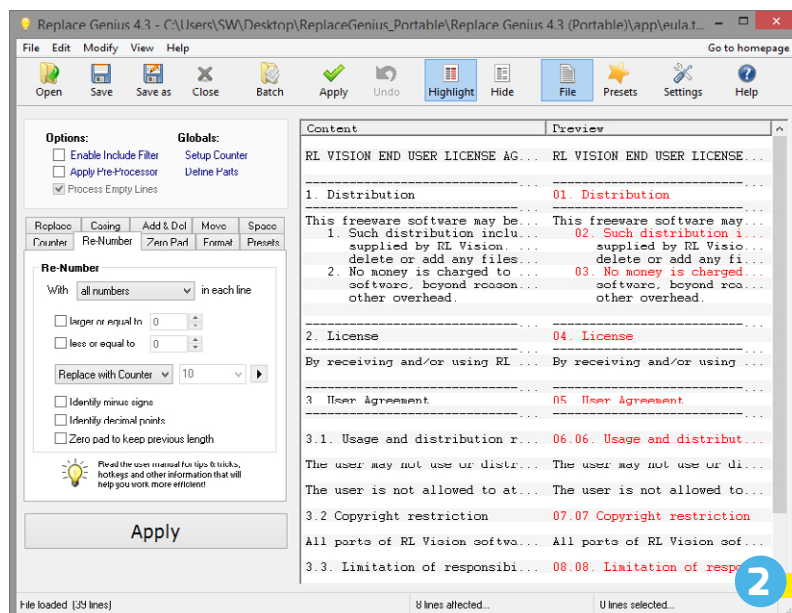 Replace Genius 4.3 - C:\Users\SW\Desktop\ReplaceGenius_Portable\Replace Genius 4.3 (Portable)\app\eula.t...
File Edit Modify View Help Go to homepage
Open Save Save as Close Batch Apply Undo Highlight Hide File Presets Settings Help
Options: Globals:
Enable Include Filter Setup Counter
Apply Pre-Processor Define Parts
Process Empty Lines
Replace Casing Add & Del Move Space
Counter Re-Number Zero Pad Format Presets
Re-Number
With all numbers in each line
larger or equal to 0
less or equal to 0
Replace with Counter 10
Identify minus signs
Identify decimal points
Zero pad to keep previous length
Read the user manual for tips & tricks,
hotkeys and other information that will
help you work more efficient!
Apply
Content Preview
RL VISION END USER LICENSE AG... RL VISION END USER LICENSE...
1. Distribution 01. Distribution
This freeware software may be... This freeware software may...
1. Such distribution inclu... 02. Such distribution i...
supplied by RL Vision. ... supplied by RL Visio...
delete or add any files... delete or add any fi...
2. No money is charged to ... 03. No money is charged...
software, beyond reason... software, beyond rea...
other overhead. other overhead.
2. License 04. License
By receiving and/or using RL ... By receiving and/or using ...
3 User Agreement 05 User Agreement
3.1. Usage and distribution r... 06.06. Usage and distribut...
The user may not use or distr... The user may not use or di...
The user is not allowed to at... The user is not allowed to...
3.2 Copyright restriction 07.07 Copyright restriction
All parts of RL Vision softwa... All parts of RL Vision sof...
3.3. Limitation of responsibi... 08.08. Limitation of respo
2
File loaded (39 lines) 8 lines affected... 0 lines selected...